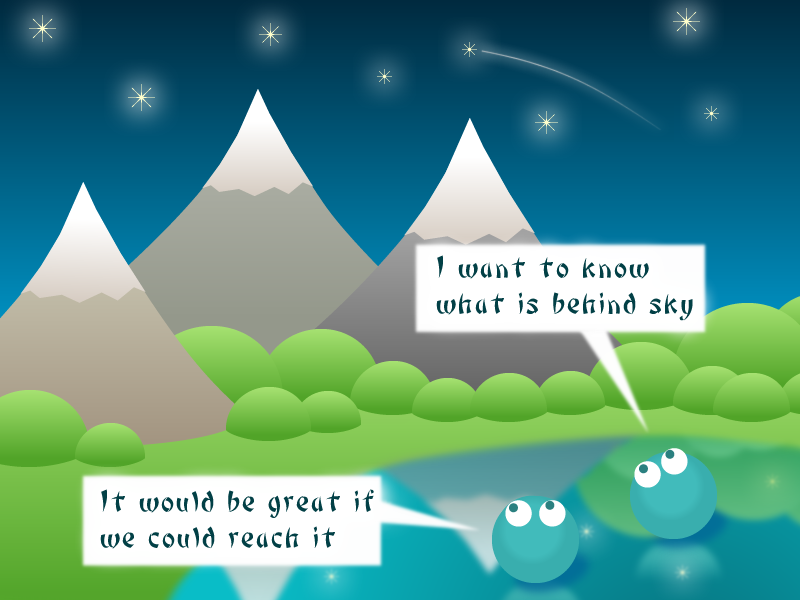 I want to know
what is behind sky
It would be great if
we could reach it